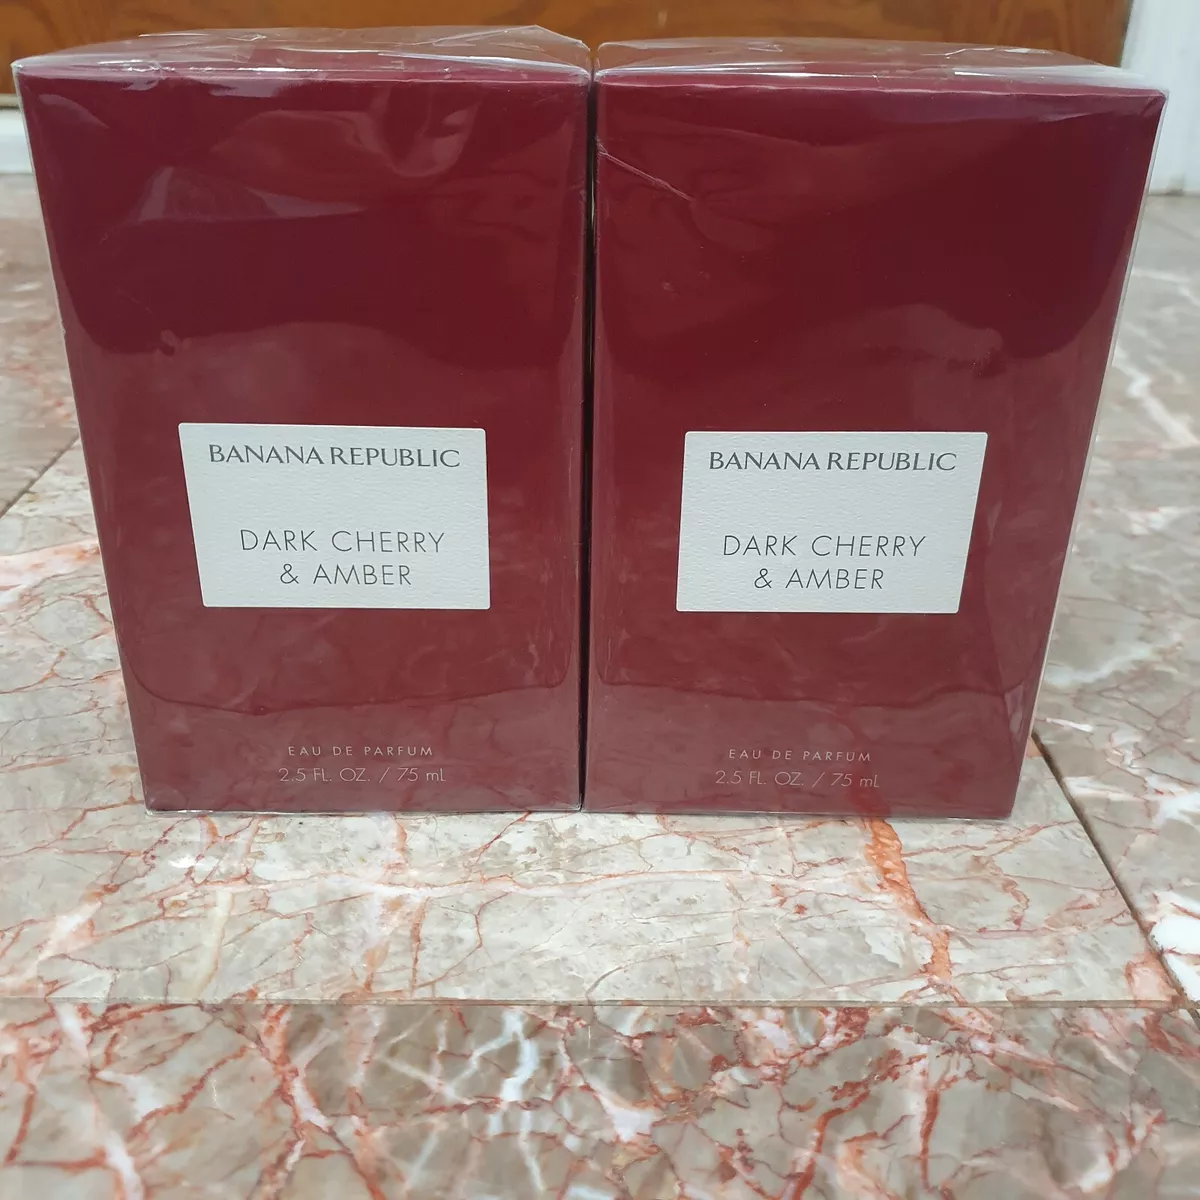 BANANA REPUBLIC
DARK CHERRY
& AMBER
EAU DE PARFUM
2.5 FL. OZ. / 75 mL
BANANA REPUBLIC
DARK CHERRY
& AMBER
EAU DE PARFUM
2.5 FL. OZ. / 75 mL